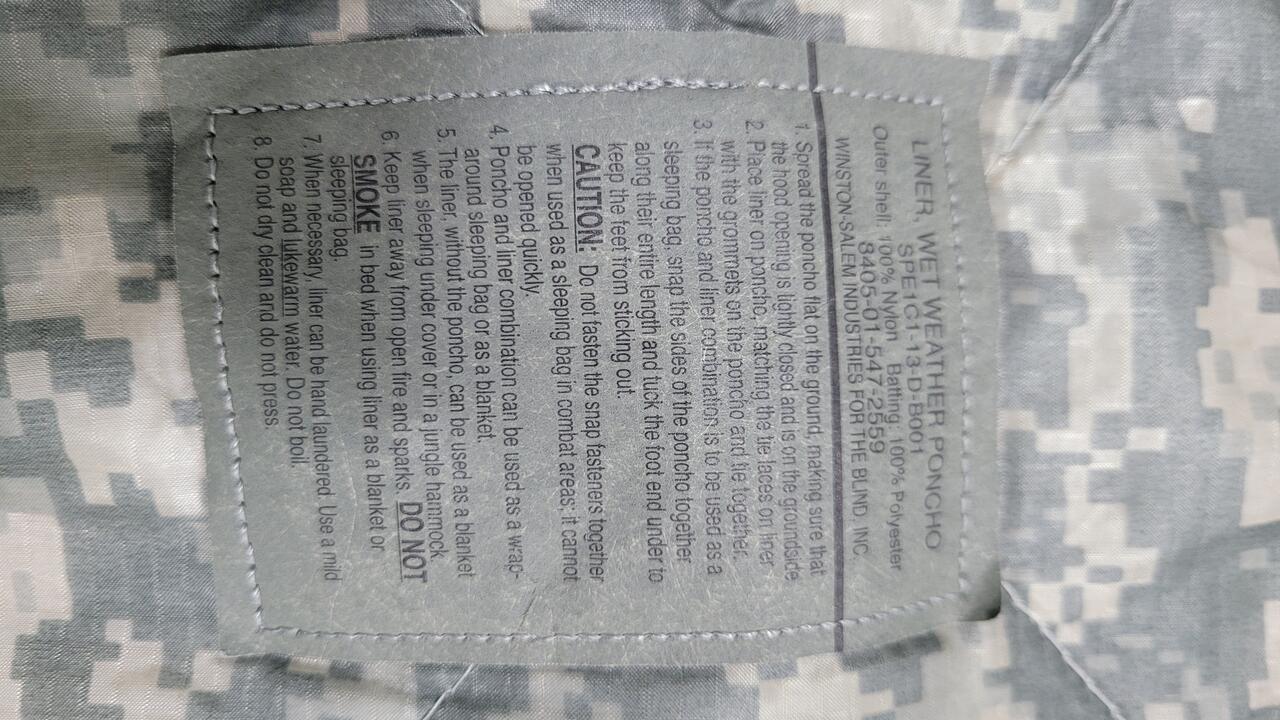 LINER, WET WEATHER PONCHO
SPE1C1-13-D-B001
Outer shell: 100% Nylon Batting: 100% Polyester
8405-01-547-2559
WINSTON-SALEM INDUSTRIES FOR THE BLIND, INC.
1. Spread the poncho flat on the ground, making sure that
the hood opening is tightly closed and is on the groundside.
2. Place liner on poncho, matching the tie laces on liner
with the grommets on the poncho and tie together.
3. If the poncho and liner combination is to be used as a
sleeping bag, snap the sides of the poncho together
along their entire length and tuck the foot end under to
keep the feet from sticking out.
CAUTION: Do not fasten the snap fasteners together
when used as a sleeping bag in combat areas; it cannot
be opened quickly.
4. Poncho and liner combination can be used as a wrap-
around sleeping bag or as a blanket.
5. The liner, without the poncho, can be used as a blanket
when sleeping under cover or in a jungle hammock.
6. Keep liner away from open fire and sparks. DO NOT
SMOKE in bed when using liner as a blanket or
sleeping bag.
7. When necessary, liner can be hand laundered. Use a mild
soap and lukewarm water. Do not boil.
8. Do not dry clean and do not press.